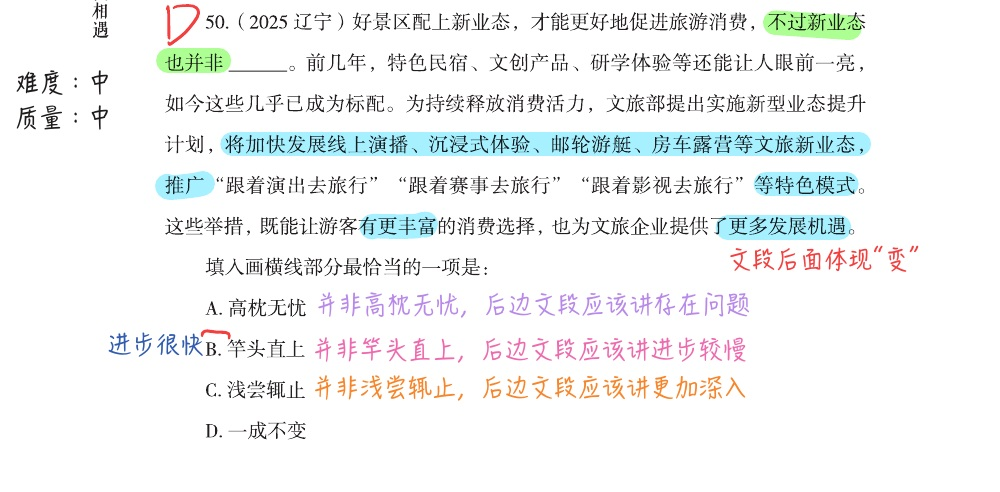 相遇
难度：中
质量：中
D 50.（2025 辽宁）好景区配上新业态，才能更好地促进旅游消费，不过新业态
也并非______。前几年，特色民宿、文创产品、研学体验等还能让人眼前一亮，
如今这些几乎已成为标配。为持续释放消费活力，文旅部提出实施新型业态提升
计划，将加快发展线上演播、沉浸式体验、邮轮游艇、房车露营等文旅新业态，
推广“跟着演出去旅行”“跟着赛事去旅行”“跟着影视去旅行”等特色模式。
这些举措，既能让游客有更丰富的消费选择，也为文旅企业提供了更多发展机遇。
文段后面体现“变”
填入画横线部分最恰当的一项是：
A. 高枕无忧 并非高枕无忧，后边文段应该讲存在问题
进步很快 B. 竿头直上 并非竿头直上，后边文段应该讲进步较慢
C. 浅尝辄止 并非浅尝辄止，后边文段应该讲更加深入
D. 一成不变